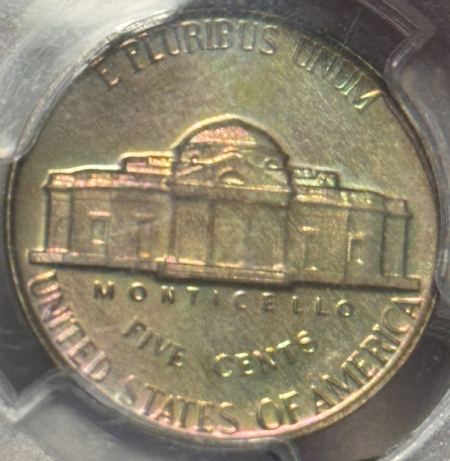 E PLURIBUS UNUM
MONTICELLO
FIVE CENTS
UNITED STATES OF AMERICA